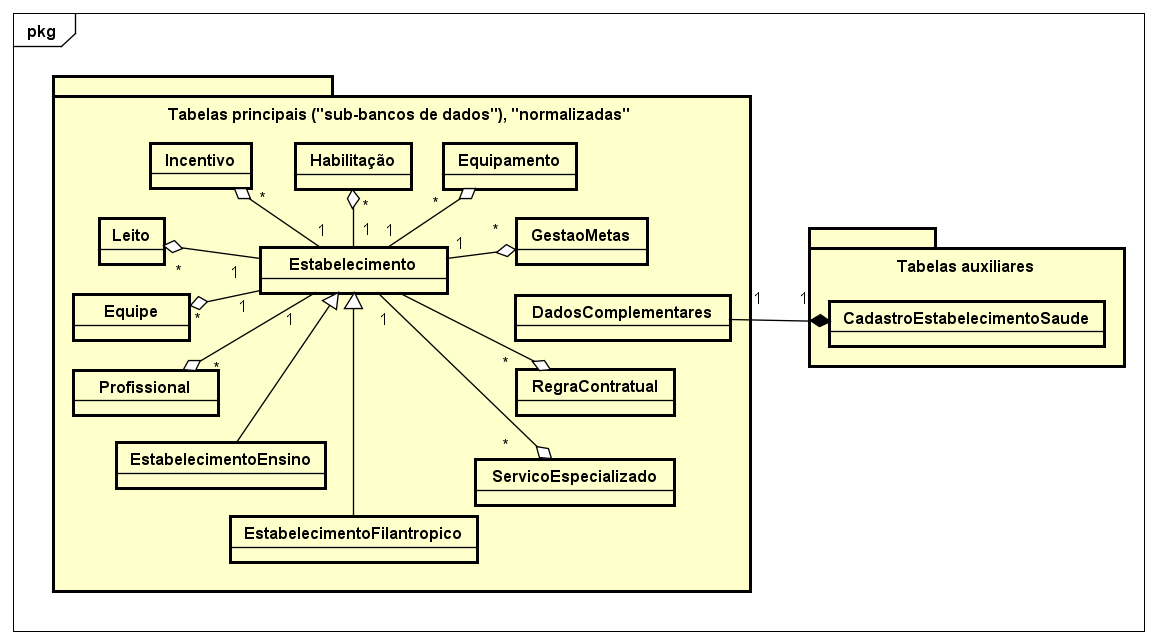 pkg
Tabelas principais ("sub-bancos de dados"), "normalizadas"
Incentivo
Habilitação
Equipamento
* * *
1 1 1
Leito
GestaoMetas
* 1
* 1
Estabelecimento
Tabelas auxiliares
Equipe
* 1
DadosComplementares
1 1
CadastroEstabelecimentoSaude
1 1
Profissional
*
RegraContratual
*
EstabelecimentoEnsino
ServicoEspecializado
*
EstabelecimentoFilantropico